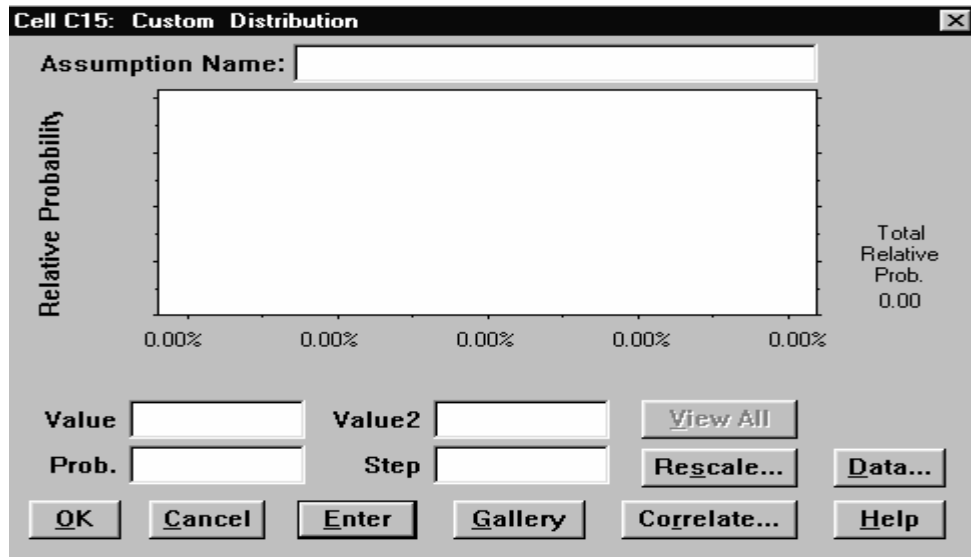 Cell C15: Custom Distribution
Assumption Name:
Relative Probability
Total
Relative
Prob.
0.00
0.00% 0.00% 0.00% 0.00% 0.00%
Value Value2 View All
Prob. Step Rescale... Data...
OK Cancel Enter Gallery Correlate... Help